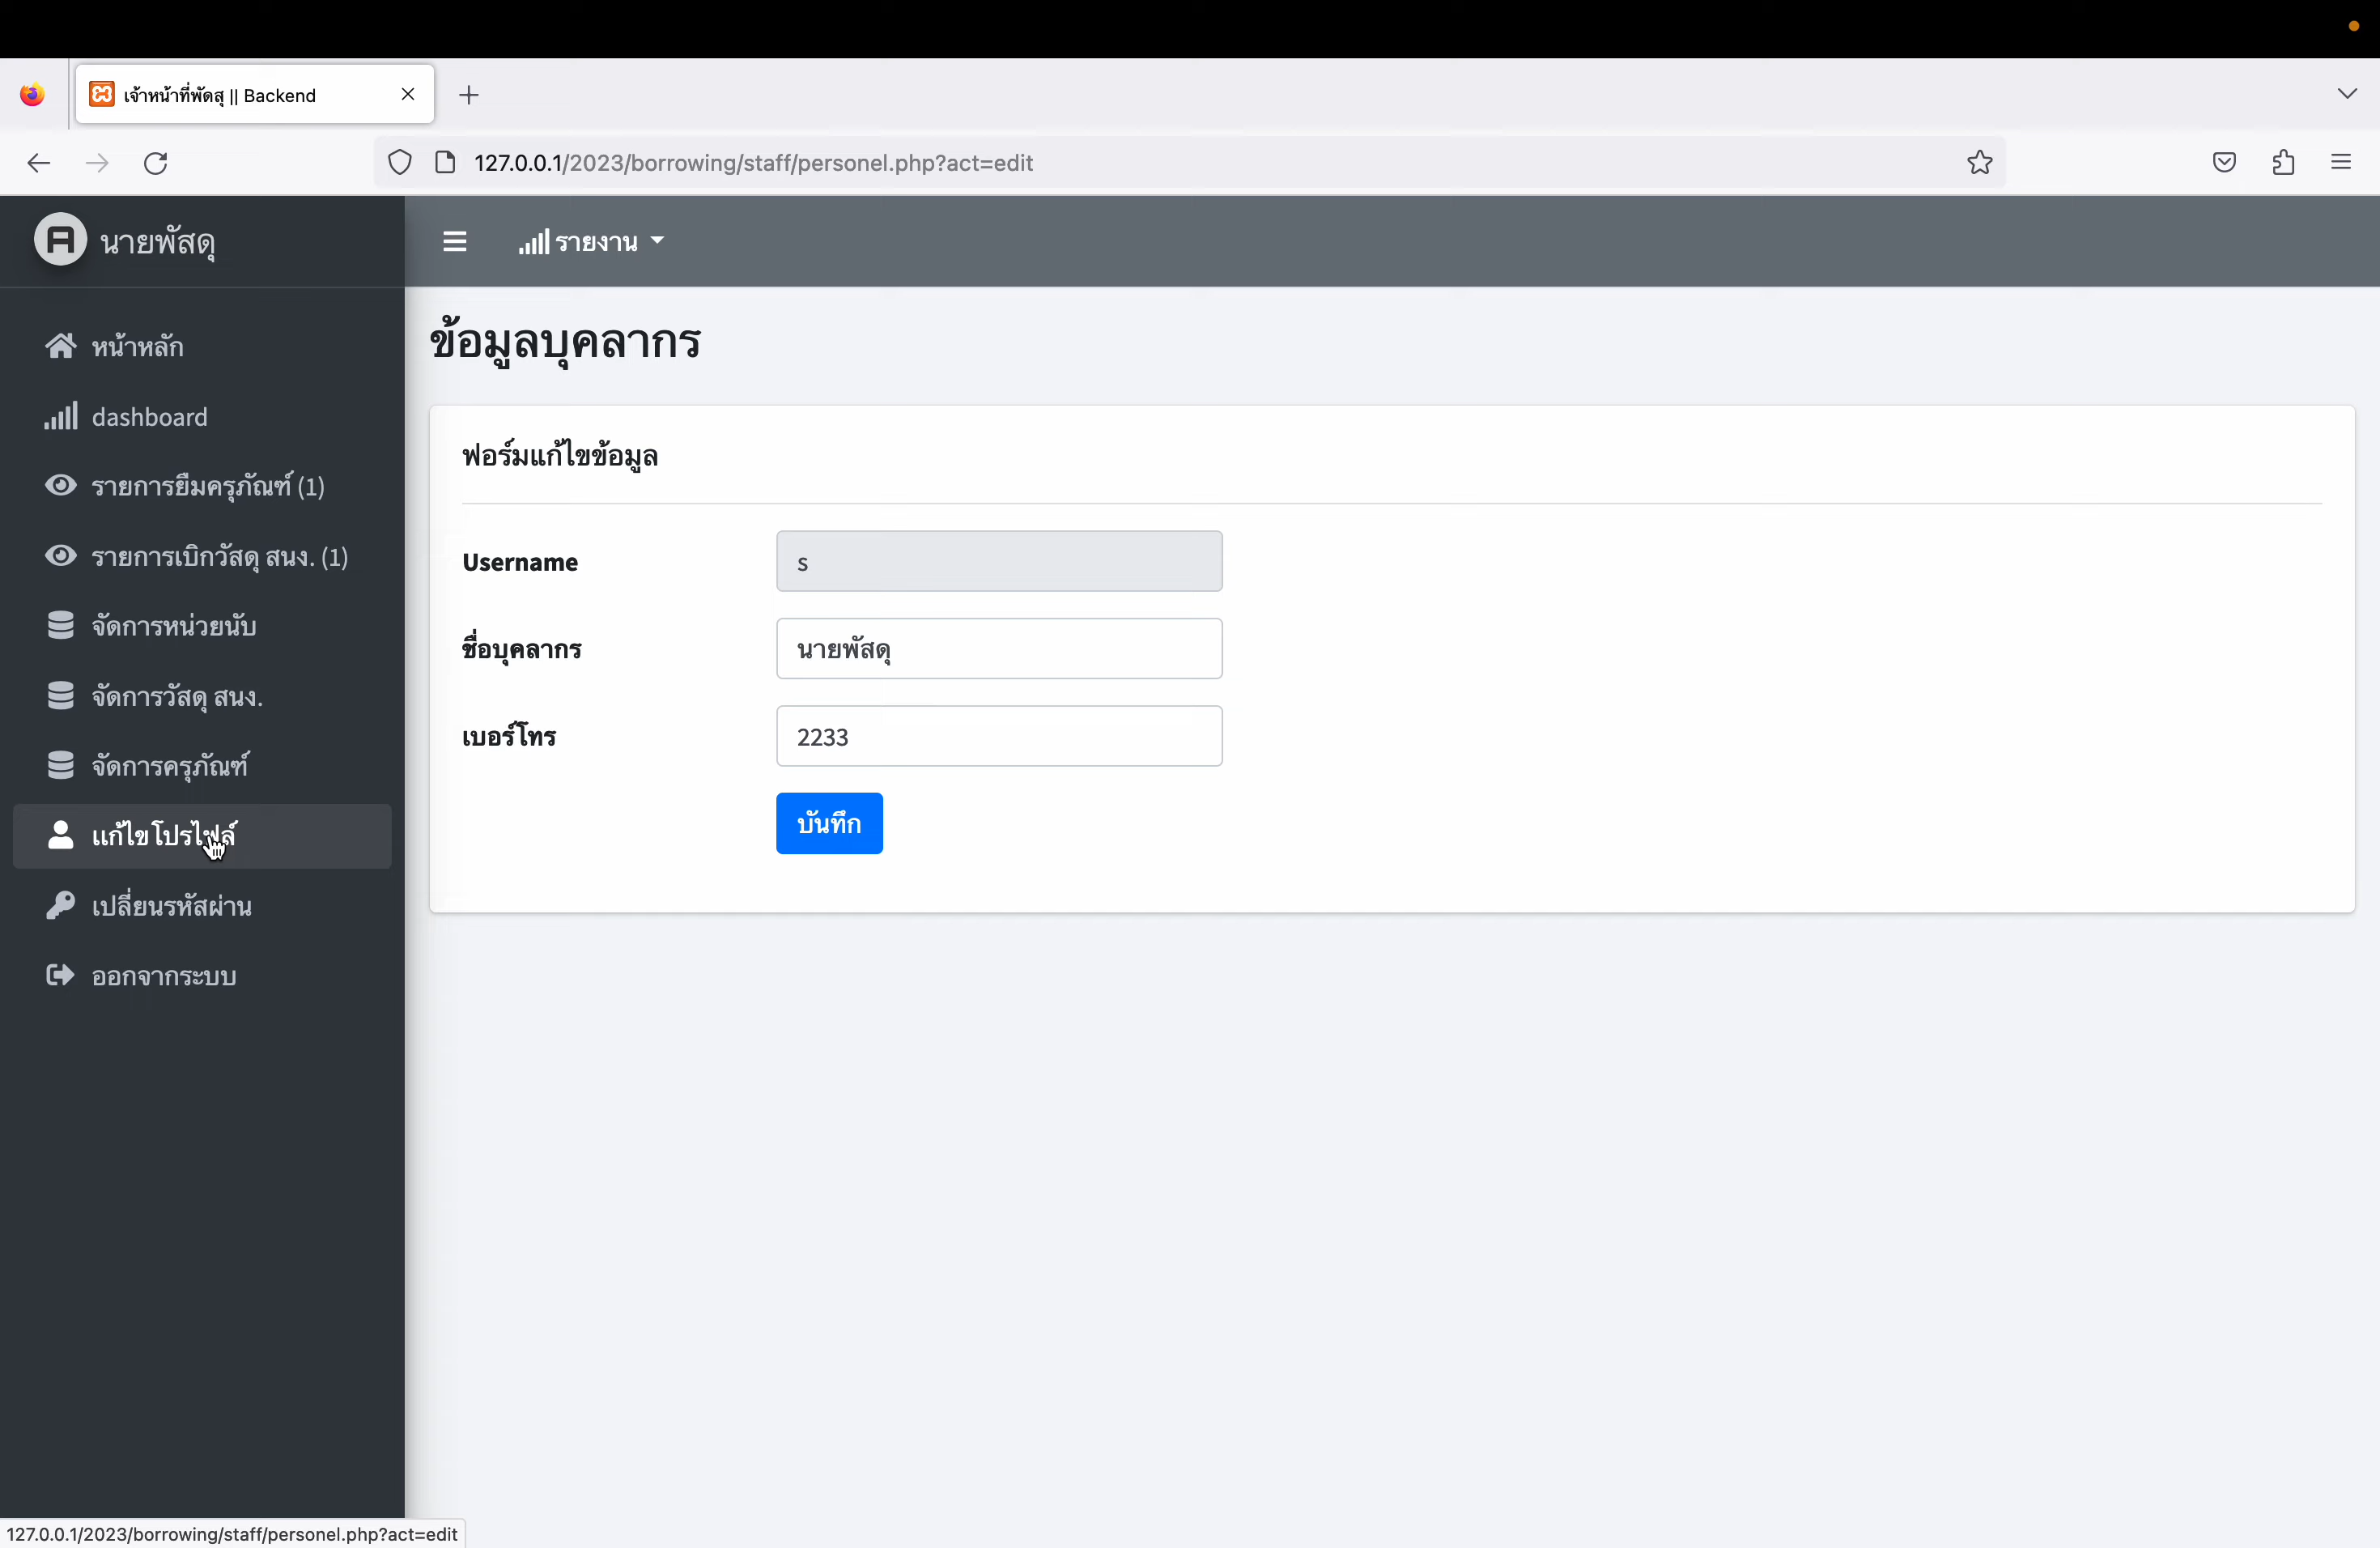 เจ้าหน้าที่พัดสุ || Backend
127.0.0.1/2023/borrowing/staff/personel.php?act=edit
นายพัสดุ
รายงาน
หน้าหลัก
dashboard
รายการยืมครุภัณฑ์ (1)
รายการเบิกวัสดุ สนง. (1)
จัดการหน่วยนับ
จัดการวัสดุ สนง.
จัดการครุภัณฑ์
แก้ไขโปรไฟล์
เปลี่ยนรหัสผ่าน
ออกจากระบบ
ข้อมูลบุคลากร
ฟอร์มแก้ไขข้อมูล
Username
s
ชื่อบุคลากร
นายพัสดุ
เบอร์โทร
2233
บันทึก
127.0.0.1/2023/borrowing/staff/personel.php?act=edit